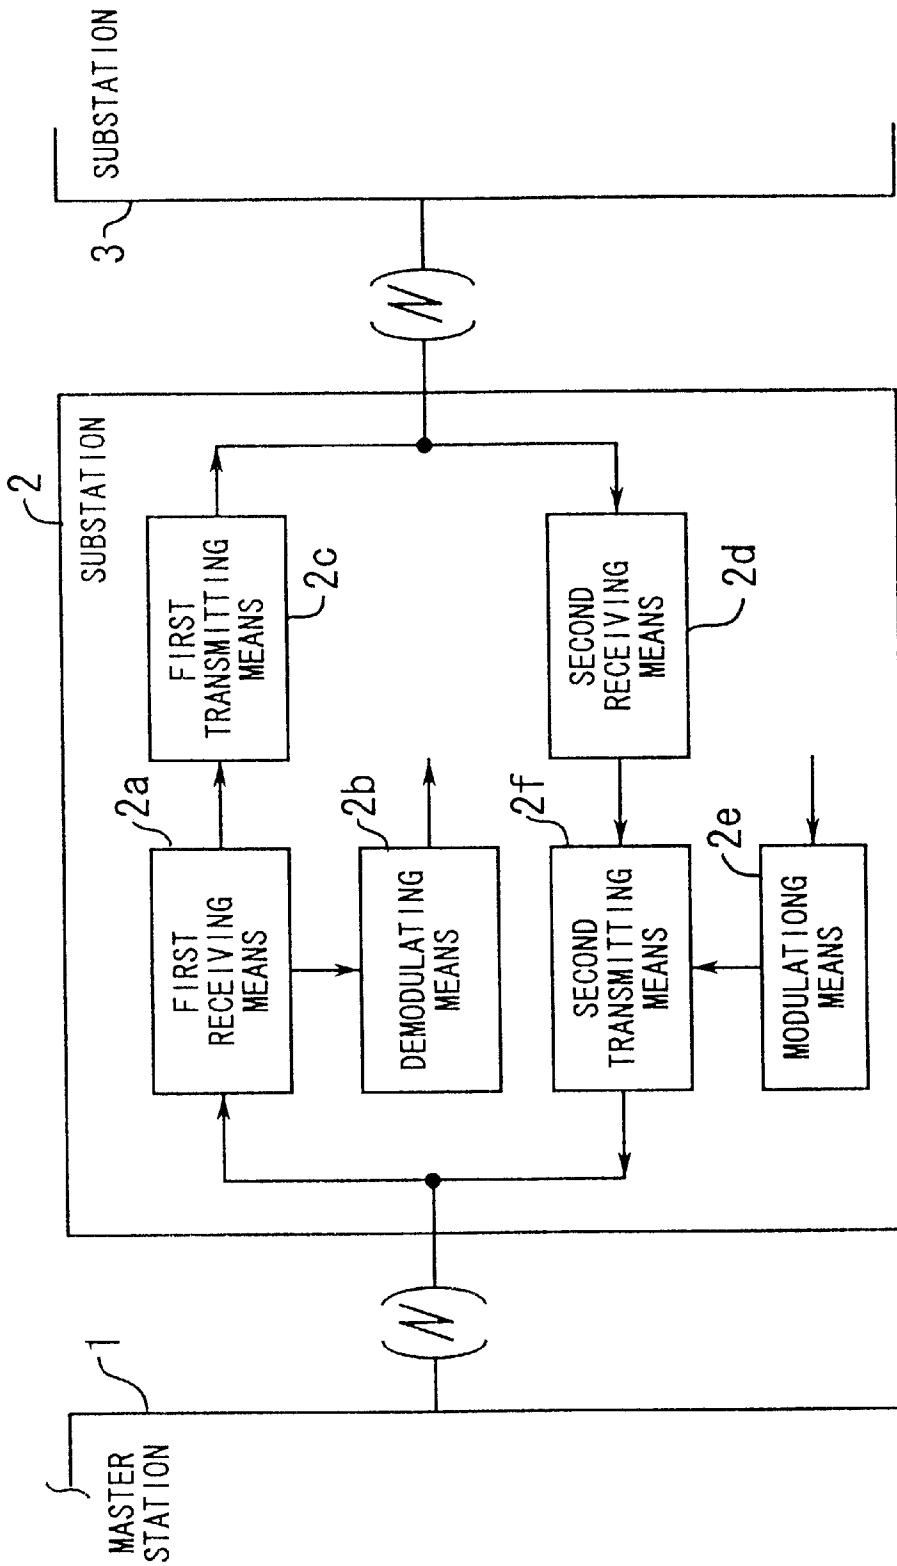 MASTER
STATION
1
2
SUBSTATION
FIRST
RECEIVING
MEANS
2a
FIRST
TRANSMITTING
MEANS
2c
DEMODULATING
MEANS
2b
SECOND
TRANSMITTING
MEANS
2f
SECOND
RECEIVING
MEANS
2d
MODULATIONG
MEANS
2e
3
SUBSTATION